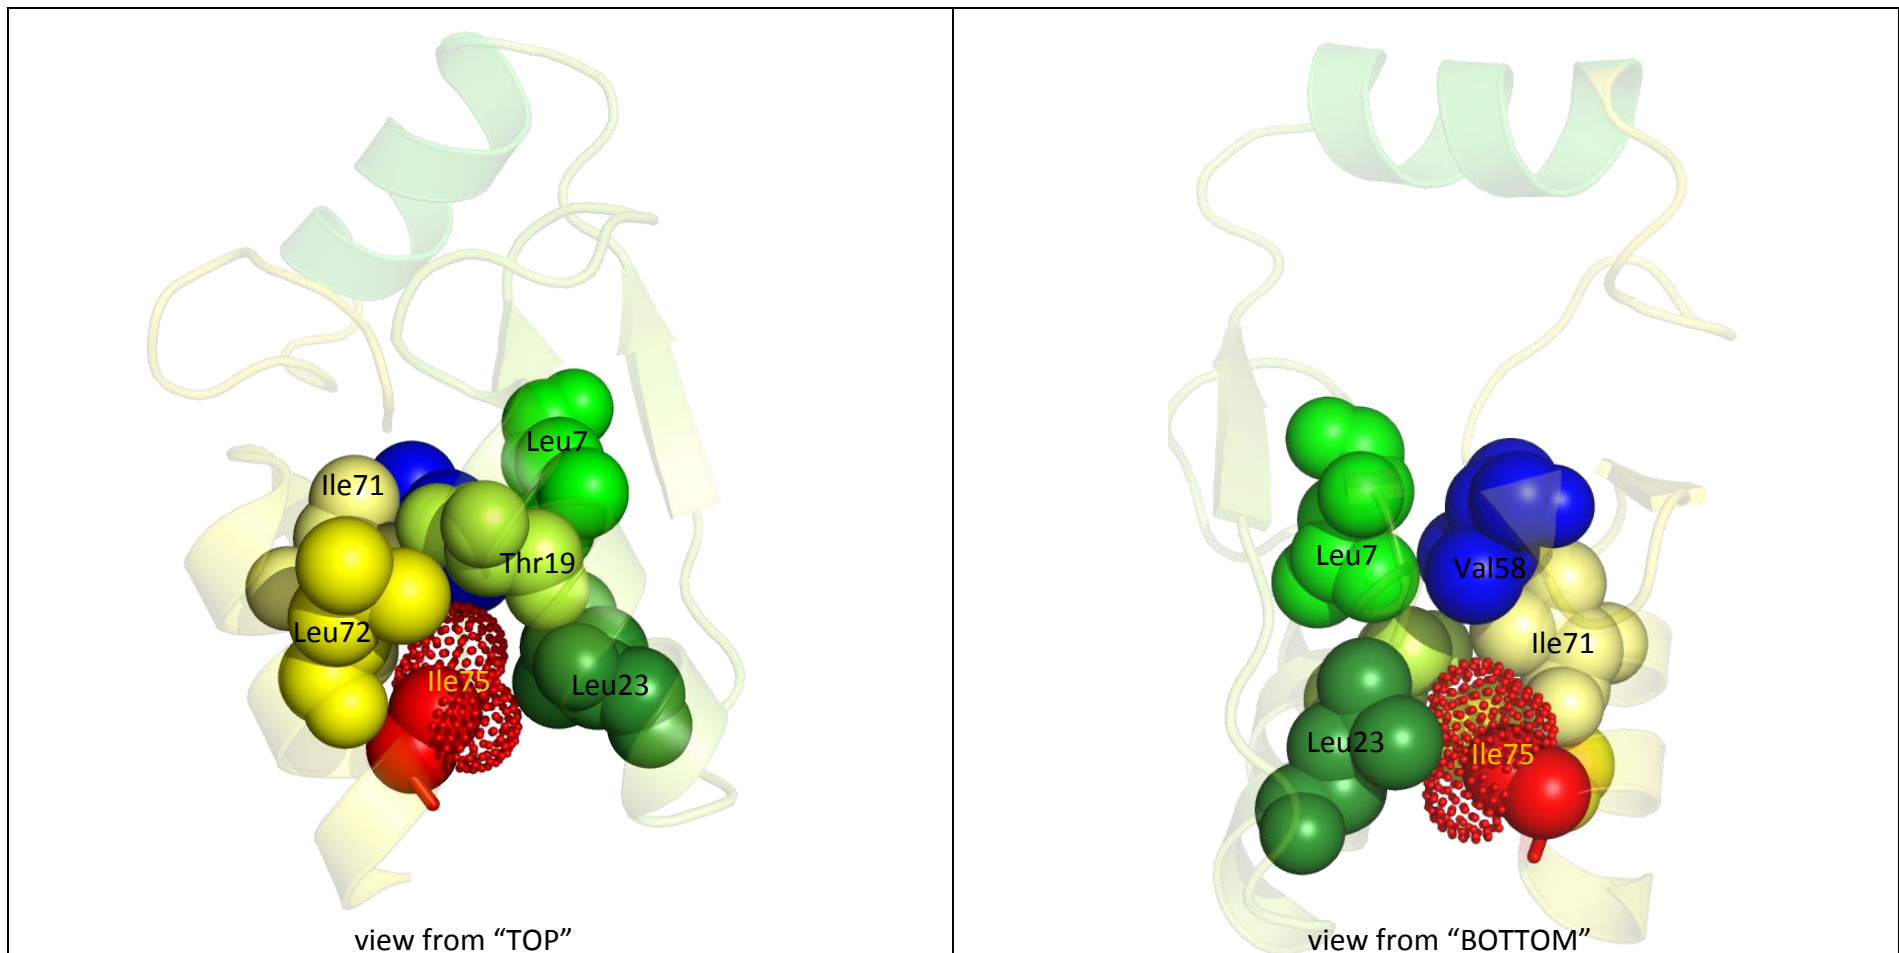 Leu7
Ile71
Thr19
Leu72
Ile75
Leu23
view from “TOP”
Leu7
Val58
Ile71
Leu23
Ile75
view from “BOTTOM”